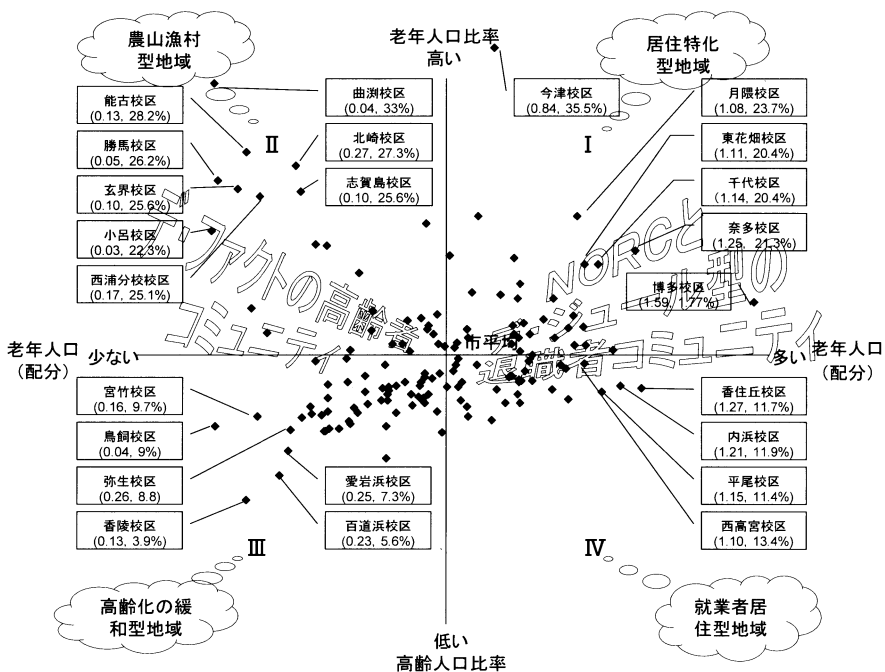 農山漁村
型地域
老年人口比率
高い
居住特化
型地域
能古校区
(0.13, 28.2%)
勝馬校区
(0.05, 26.2%)
玄界校区
(0.10, 25.6%)
小呂校区
(0.03, 22.3%)
西浦分校校区
(0.17, 25.1%)
曲渕校区
(0.04, 33%)
北崎校区
(0.27, 27.3%)
志賀島校区
(0.10, 25.6%)
今津校区
(0.84, 35.5%)
月隈校区
(1.08, 23.7%)
東花畑校区
(1.11, 20.4%)
千代校区
(1.14, 20.4%)
奈多校区
(1.25, 21.3%)
博多校区
(1.59, 1.77%)
Ⅱ
Ⅰ
デファクトの高齢者
コミュニティ
NORCと
デ・ジュール型の
退職者コミュニティ
市平均
老年人口
(配分)
少ない
多い
老年人口
(配分)
宮竹校区
(0.16, 9.7%)
鳥飼校区
(0.04, 9%)
弥生校区
(0.26, 8.8)
香陵校区
(0.13, 3.9%)
愛岩浜校区
(0.25, 7.3%)
百道浜校区
(0.23, 5.6%)
香住丘校区
(1.27, 11.7%)
内浜校区
(1.21, 11.9%)
平尾校区
(1.15, 11.4%)
西高宮校区
(1.10, 13.4%)
Ⅲ
Ⅳ
高齢化の緩
和型地域
就業者居
住型地域
低い
高齢人口比率